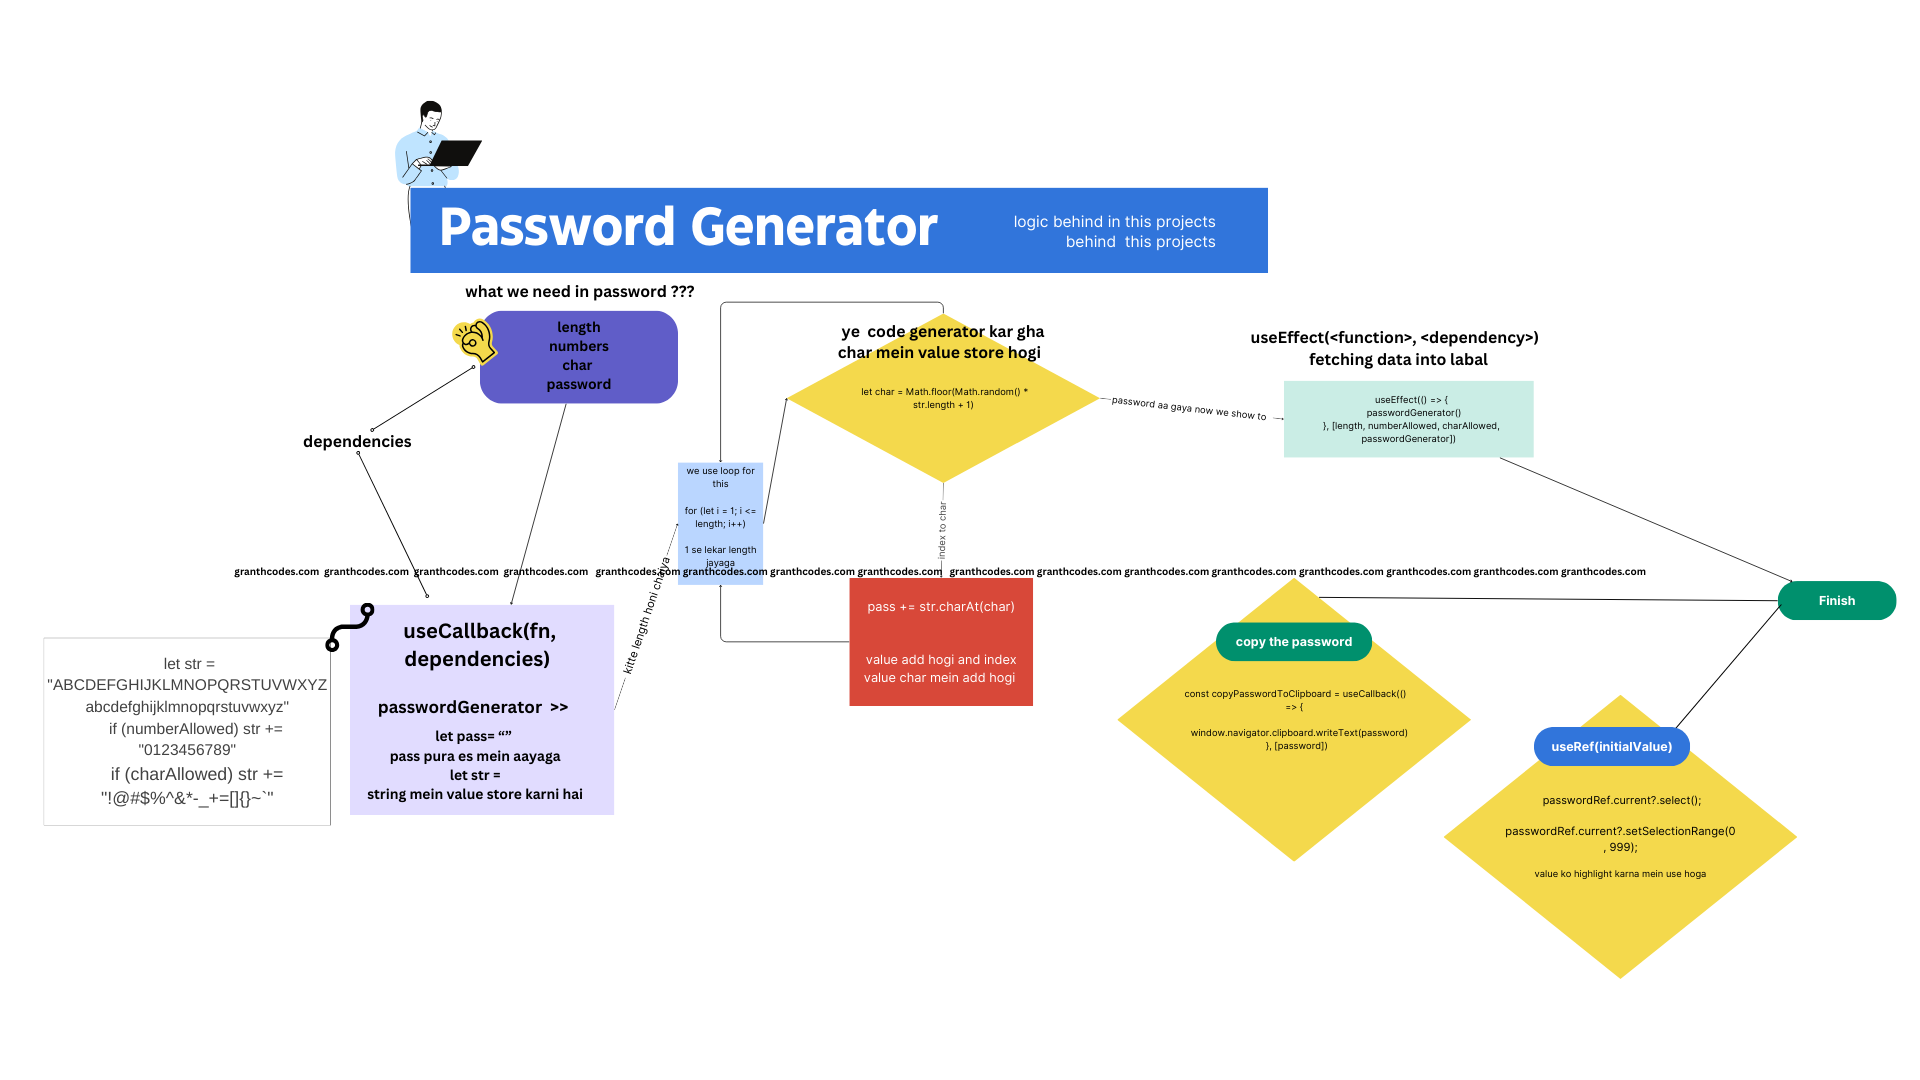 Password Generator
logic behind in this projects
behind  this projects
what we need in password ???
length
numbers
char
password
dependencies
ye  code generator kar gha
char mein value store hogi
let char = Math.floor(Math.random() *
str.length + 1)
password aa gaya now we show to
useEffect(<function>, <dependency>)
fetching data into labal
useEffect(() => {
passwordGenerator()
}, [length, numberAllowed, charAllowed,
passwordGenerator])
we use loop for
this
for (let i = 1; i <=
length; i++)
1 se lekar length
jayaga
index to char
kitte length honi chaiya
granthcodes.com granthcodes.com granthcodes.com granthcodes.com granthcodes.com granthcodes.com granthcodes.com granthcodes.com granthcodes.com granthcodes.com granthcodes.com granthcodes.com granthcodes.com granthcodes.com granthcodes.com granthcodes.com
useCallback(fn,
dependencies)
passwordGenerator >>
let pass= “”
pass pura es mein aayaga
let str =
string mein value store karni hai
let str =
"ABCDEFGHIJKLMNOPQRSTUVWXYZ
abcdefghijklmnopqrstuvwxyz"
if (numberAllowed) str +=
"0123456789"
if (charAllowed) str +=
"!@#$%^&*-_+=[]{}~`"
pass += str.charAt(char)
value add hogi and index
value char mein add hogi
Finish
copy the password
const copyPasswordToClipboard = useCallback(()
=> {
window.navigator.clipboard.writeText(password)
}, [password])
useRef(initialValue)
passwordRef.current?.select();
passwordRef.current?.setSelectionRange(0
, 999);
value ko highlight karna mein use hoga